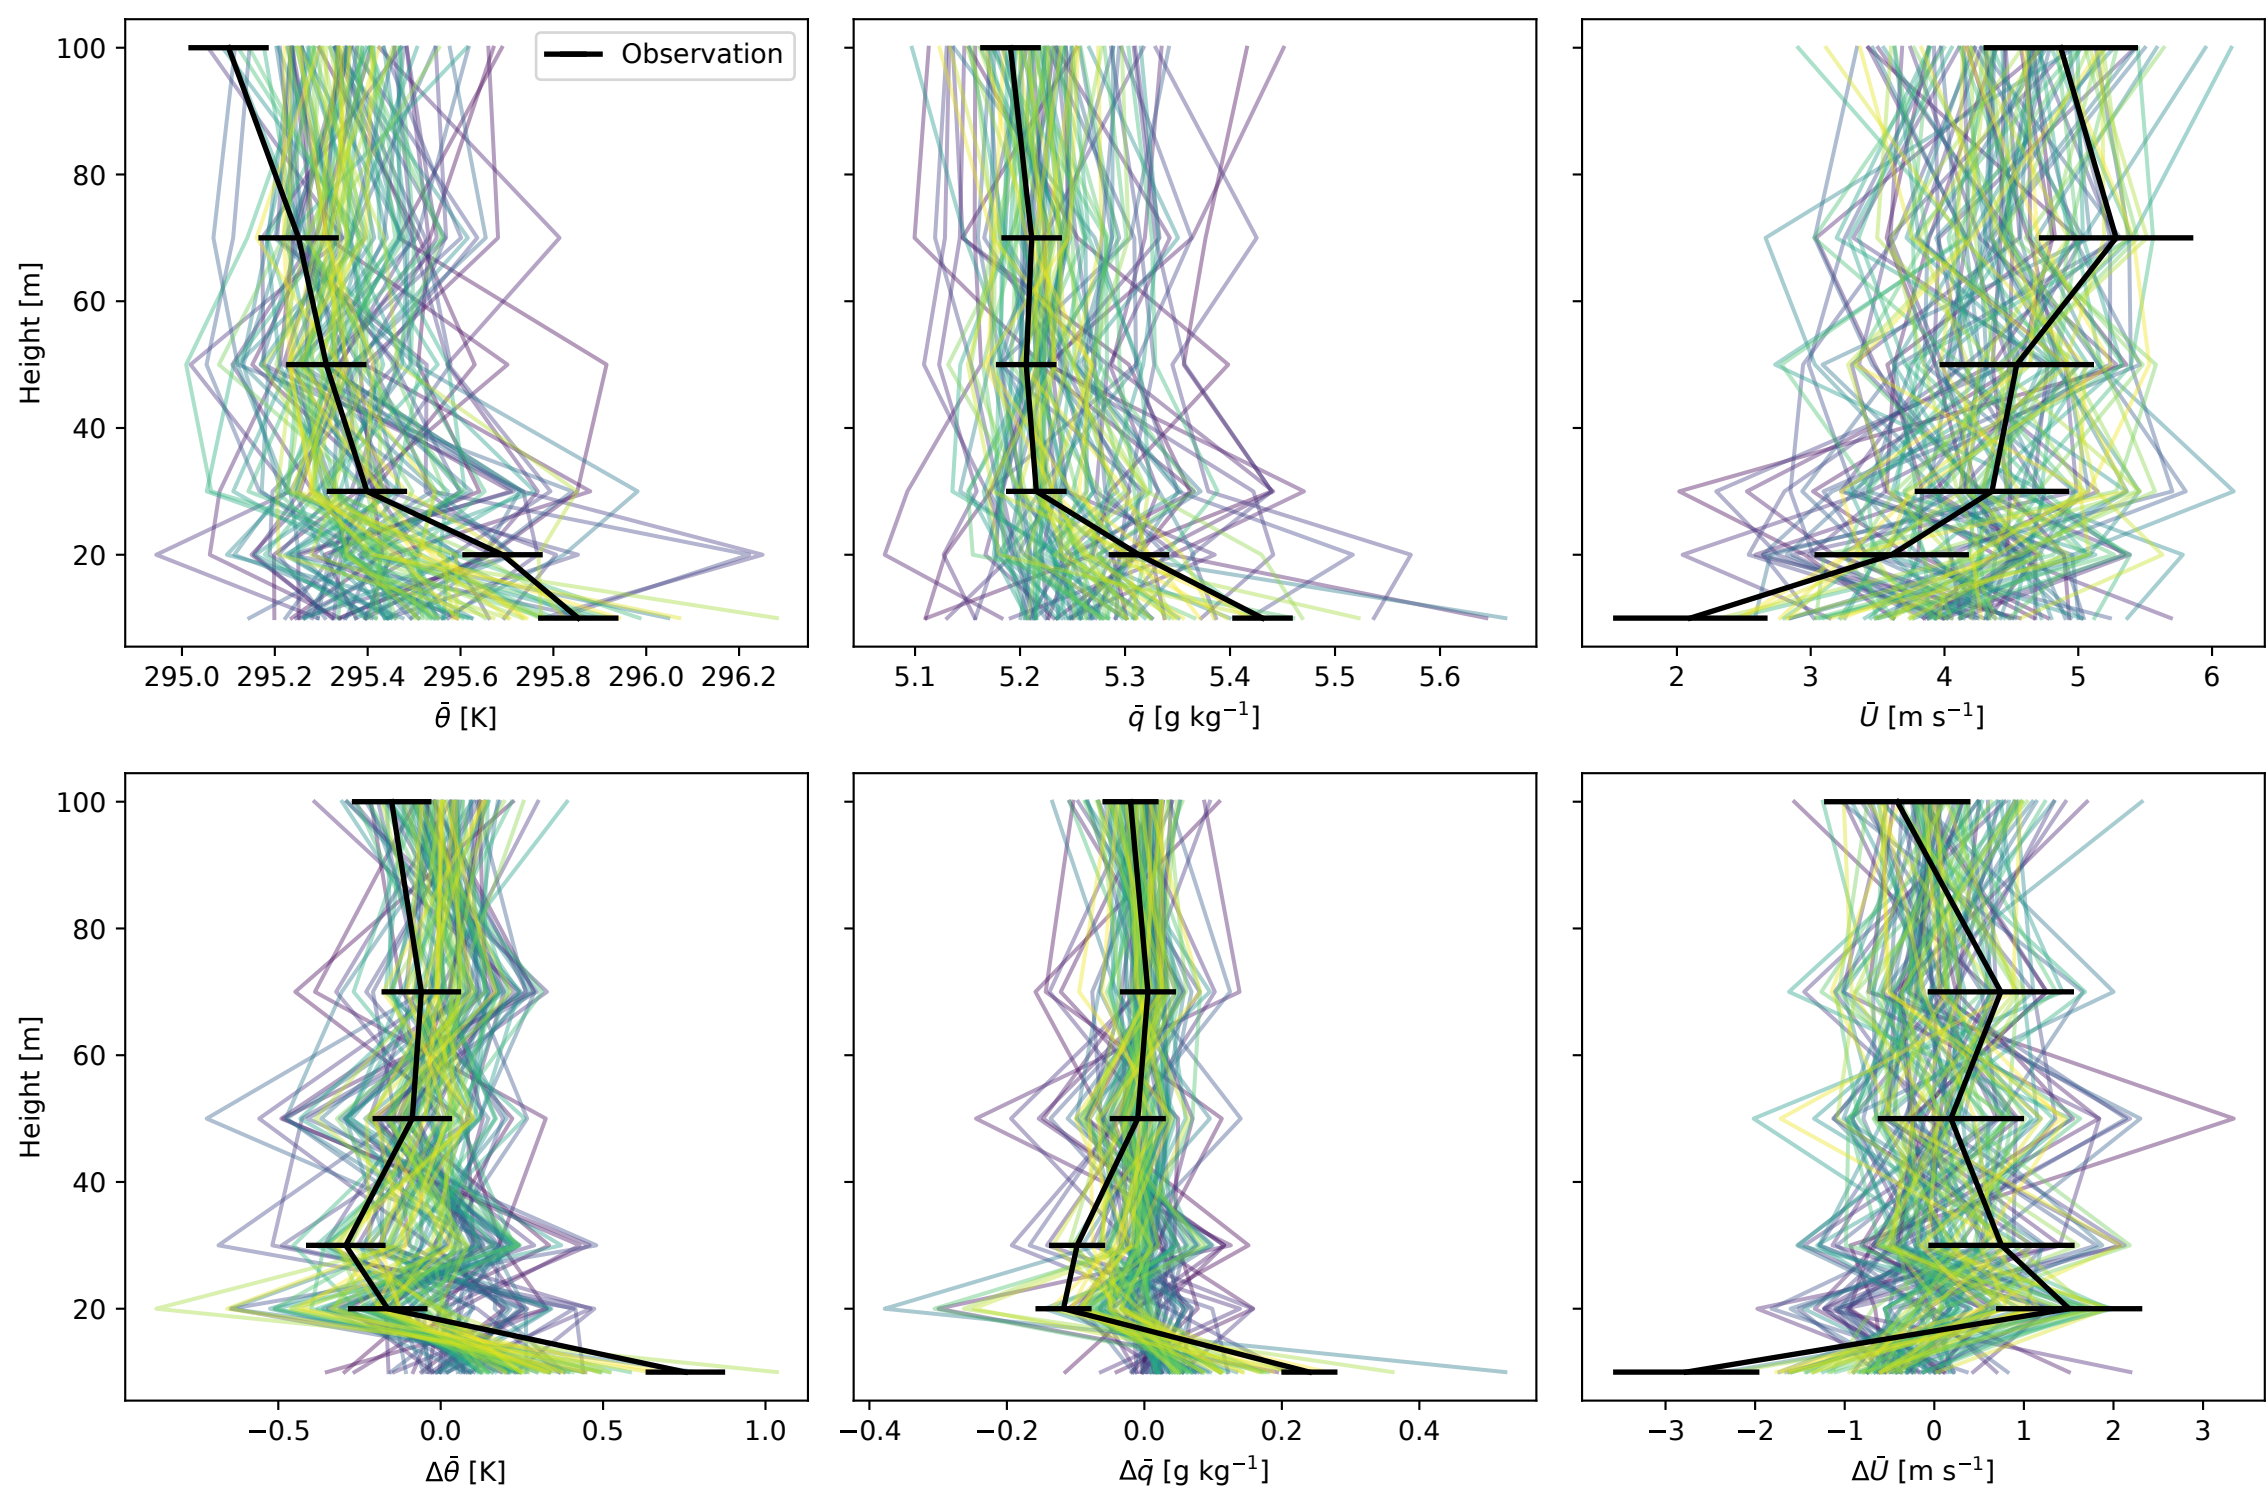 Observation
100
80
60
40
20
Height [m]
295.0 295.2 295.4 295.6 295.8 296.0 296.2
θ̄ [K]
5.1 5.2 5.3 5.4 5.5 5.6
q̄ [g kg⁻¹]
2 3 4 5 6
Ū [m s⁻¹]
100
80
60
40
20
Height [m]
−0.5 0.0 0.5 1.0
Δθ̄ [K]
−0.4 −0.2 0.0 0.2 0.4
Δq̄ [g kg⁻¹]
−3 −2 −1 0 1 2 3
ΔŪ [m s⁻¹]